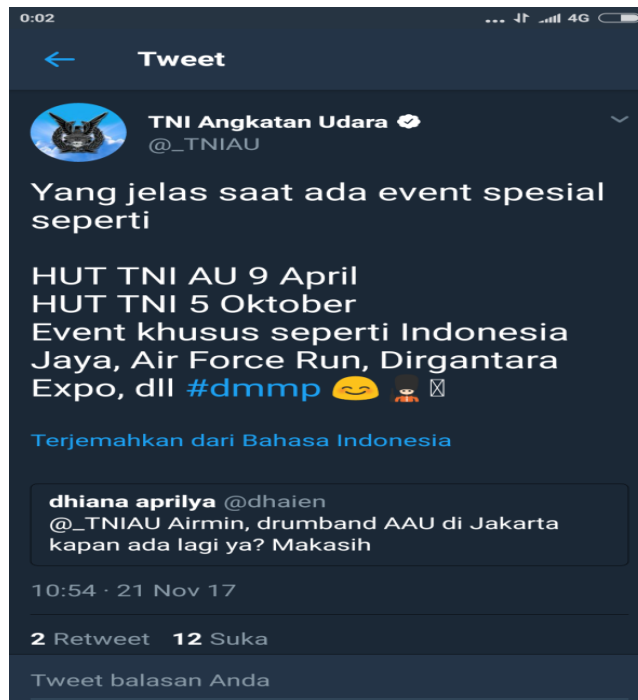 0:02
... 4G
Tweet
TNI Angkatan Udara
@_TNIAU
Yang jelas saat ada event spesial
seperti
HUT TNI AU 9 April
HUT TNI 5 Oktober
Event khusus seperti Indonesia
Jaya, Air Force Run, Dirgantara
Expo, dll #dmmp 😊 💂
Terjemahkan dari Bahasa Indonesia
dhiana aprilya @dhaien
@_TNIAU Airmin, drumband AAU di Jakarta
kapan ada lagi ya? Makasih
10:54 · 21 Nov 17
2 Retweet 12 Suka
Tweet balasan Anda